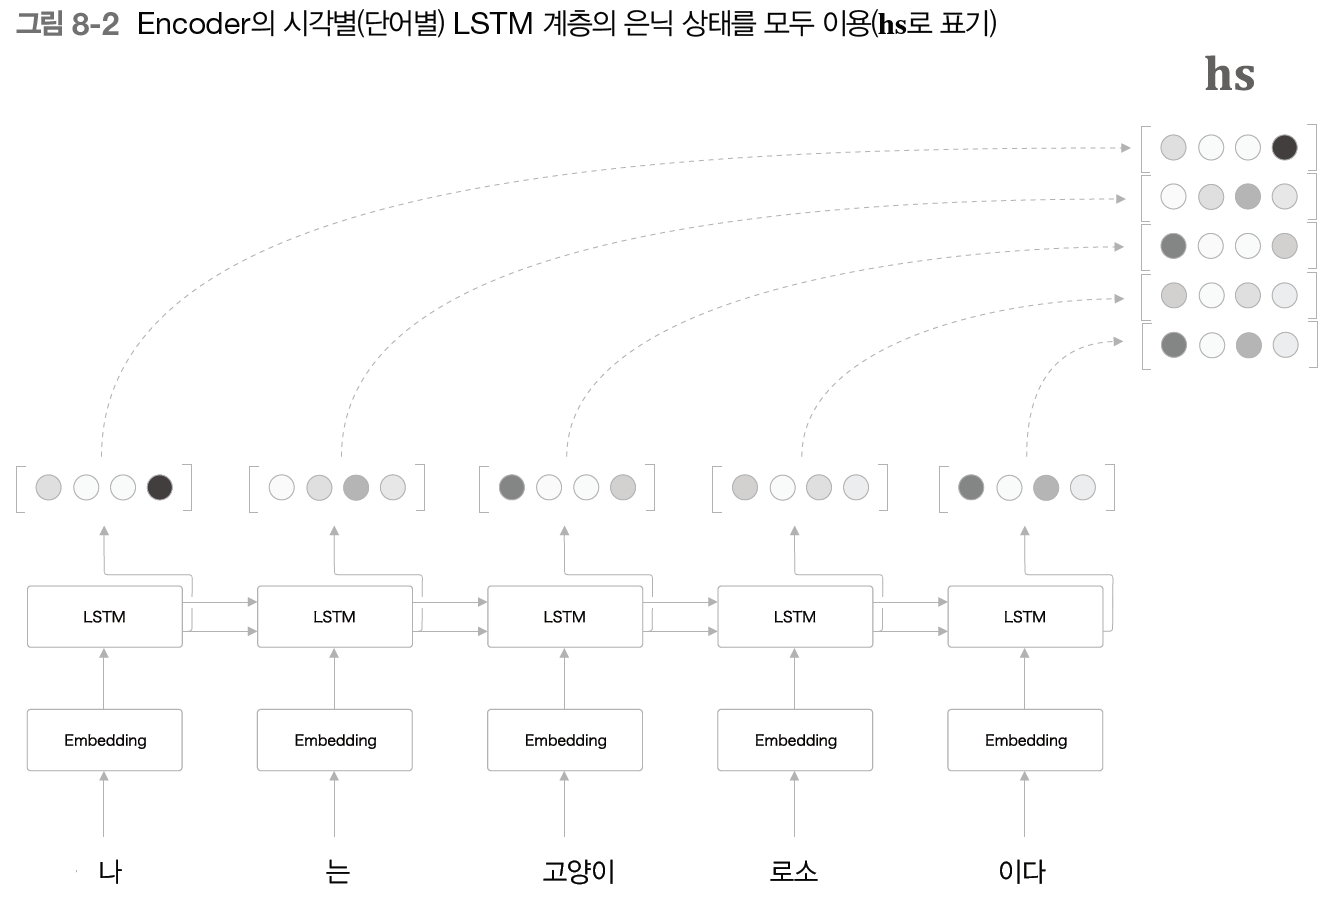 그림 8-2 Encoder의 시각별(단어별) LSTM 계층의 은닉 상태를 모두 이용(hs로 표기)
hs
LSTM LSTM LSTM LSTM LSTM
Embedding Embedding Embedding Embedding Embedding
나 는 고양이 로소 이다